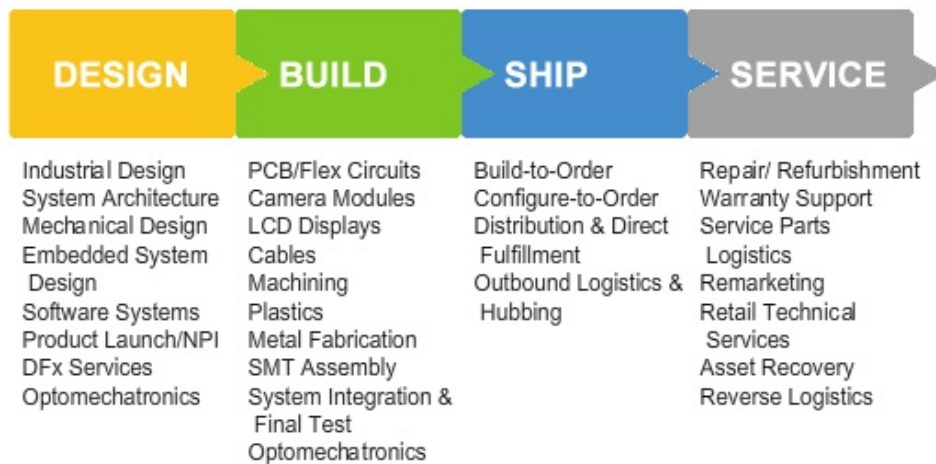 DESIGN
Industrial Design
System Architecture
Mechanical Design
Embedded System
Design
Software Systems
Product Launch/NPI
DFx Services
Optomechatronics
BUILD
PCB/Flex Circuits
Camera Modules
LCD Displays
Cables
Machining
Plastics
Metal Fabrication
SMT Assembly
System Integration &
Final Test
Optomechatronics
SHIP
Build-to-Order
Configure-to-Order
Distribution & Direct
Fulfillment
Outbound Logistics &
Hubbing
SERVICE
Repair/ Refurbishment
Warranty Support
Service Parts
Logistics
Remarketing
Retail Technical
Services
Asset Recovery
Reverse Logistics